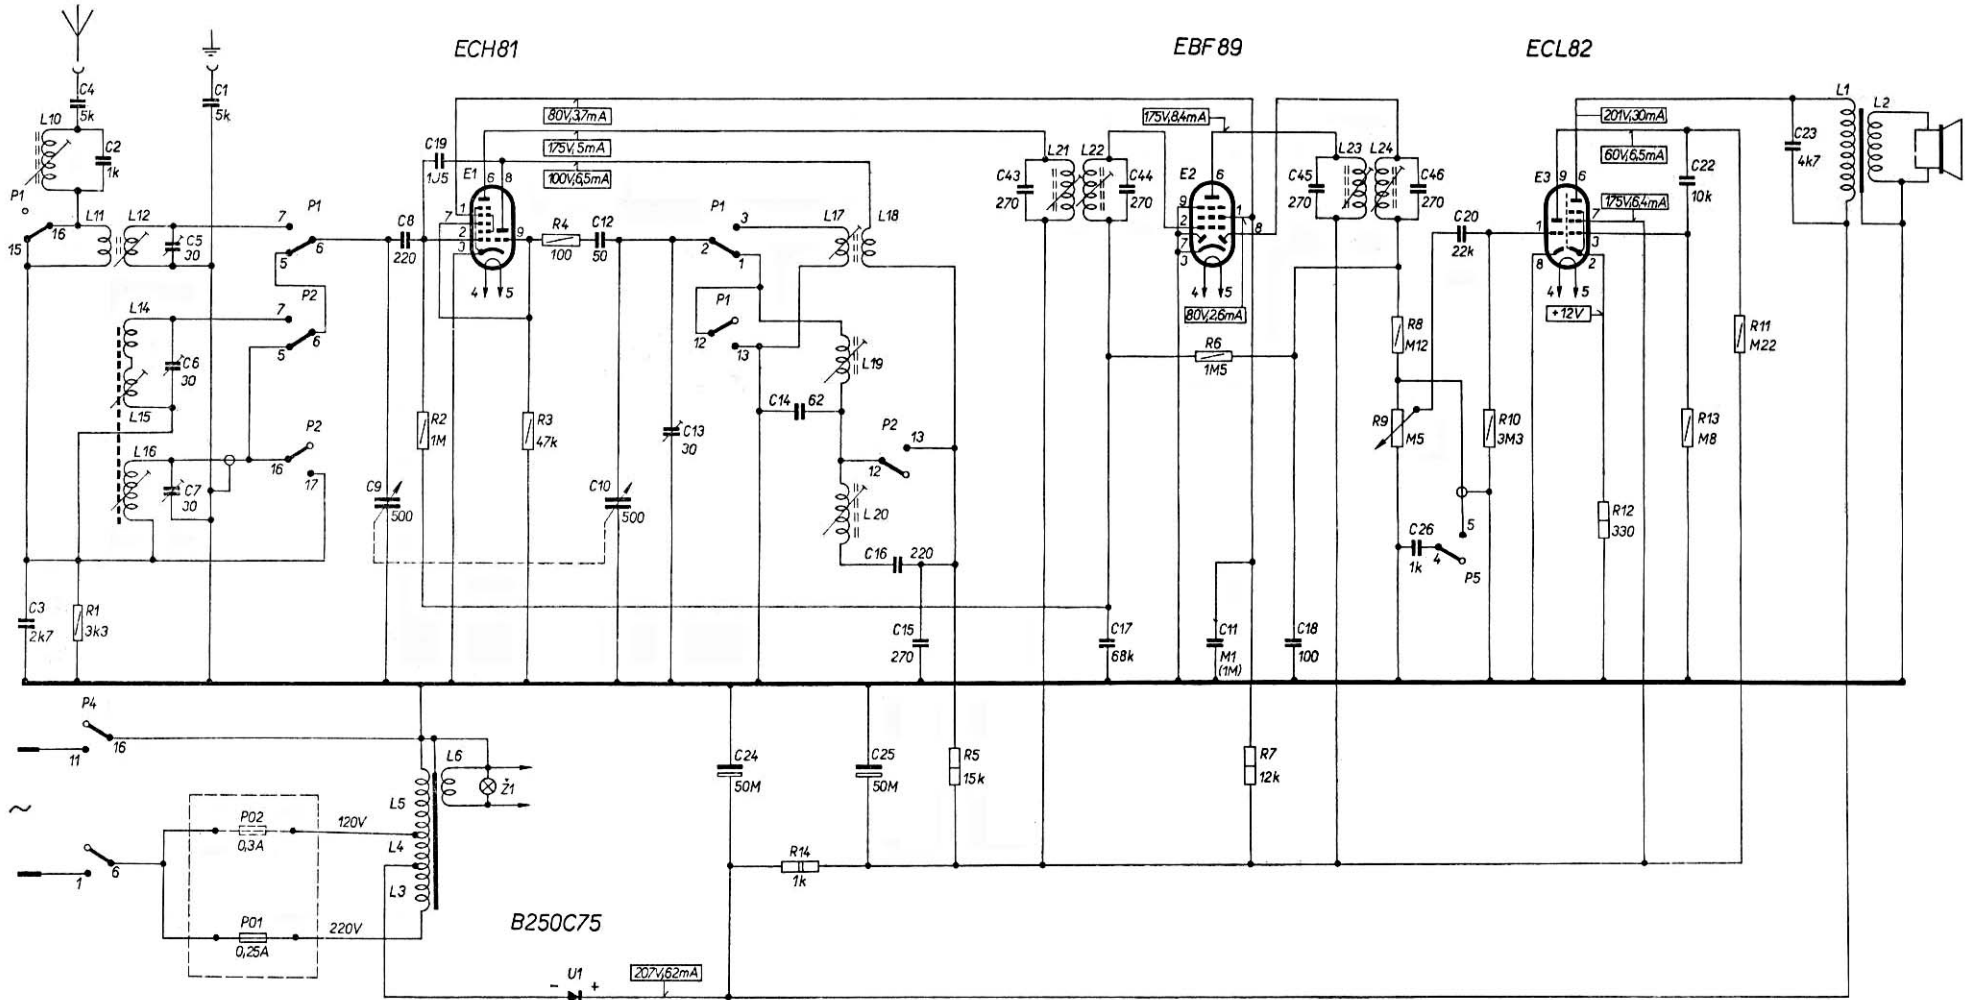 ECH81
EBF89
ECL82
C4
5k
C1
5k
L10
C2
1k
P1
15
16
L11
L12
C5
30
7
P1
6
5
P2
L14
7
C6
30
5
6
L15
L16
C7
30
P2
16
17
C3
2k7
R1
3k3
C8
220
C19
1J5
E1
6
8
1
7
2
3
9
4
5
80V,3,7mA
175V,5mA
100V,6,5mA
R4
100
C12
50
R2
1M
R3
47k
C9
500
C10
500
C13
30
P1
3
2
1
P1
12
13
L17
L18
L19
C14
62
P2
13
12
L20
C16
220
C15
270
C43
270
L21
L22
C44
270
175V,8,4mA
E2
6
9
2
7
3
1
8
4
5
80V,2,6mA
R6
1M5
C17
68k
C11
M1
(1M)
C18
100
C45
270
L23
L24
C46
270
R8
M12
R9
M5
C26
1k
4
5
P5
C20
22k
R10
3M3
E3
9
6
1
7
3
8
2
4
5
201V,30mA
60V,6,5mA
175V,6,4mA
+12V
R12
330
C22
10k
R13
M8
R11
M22
C23
4k7
L1
L2
P4
11
16
~
1
6
PO2
0,3A
120V
PO1
0,25A
220V
L5
L4
L3
L6
Ž1
C24
50M
C25
50M
R5
15k
R7
12k
R14
1k
B250C75
U1
- +
207V,62mA